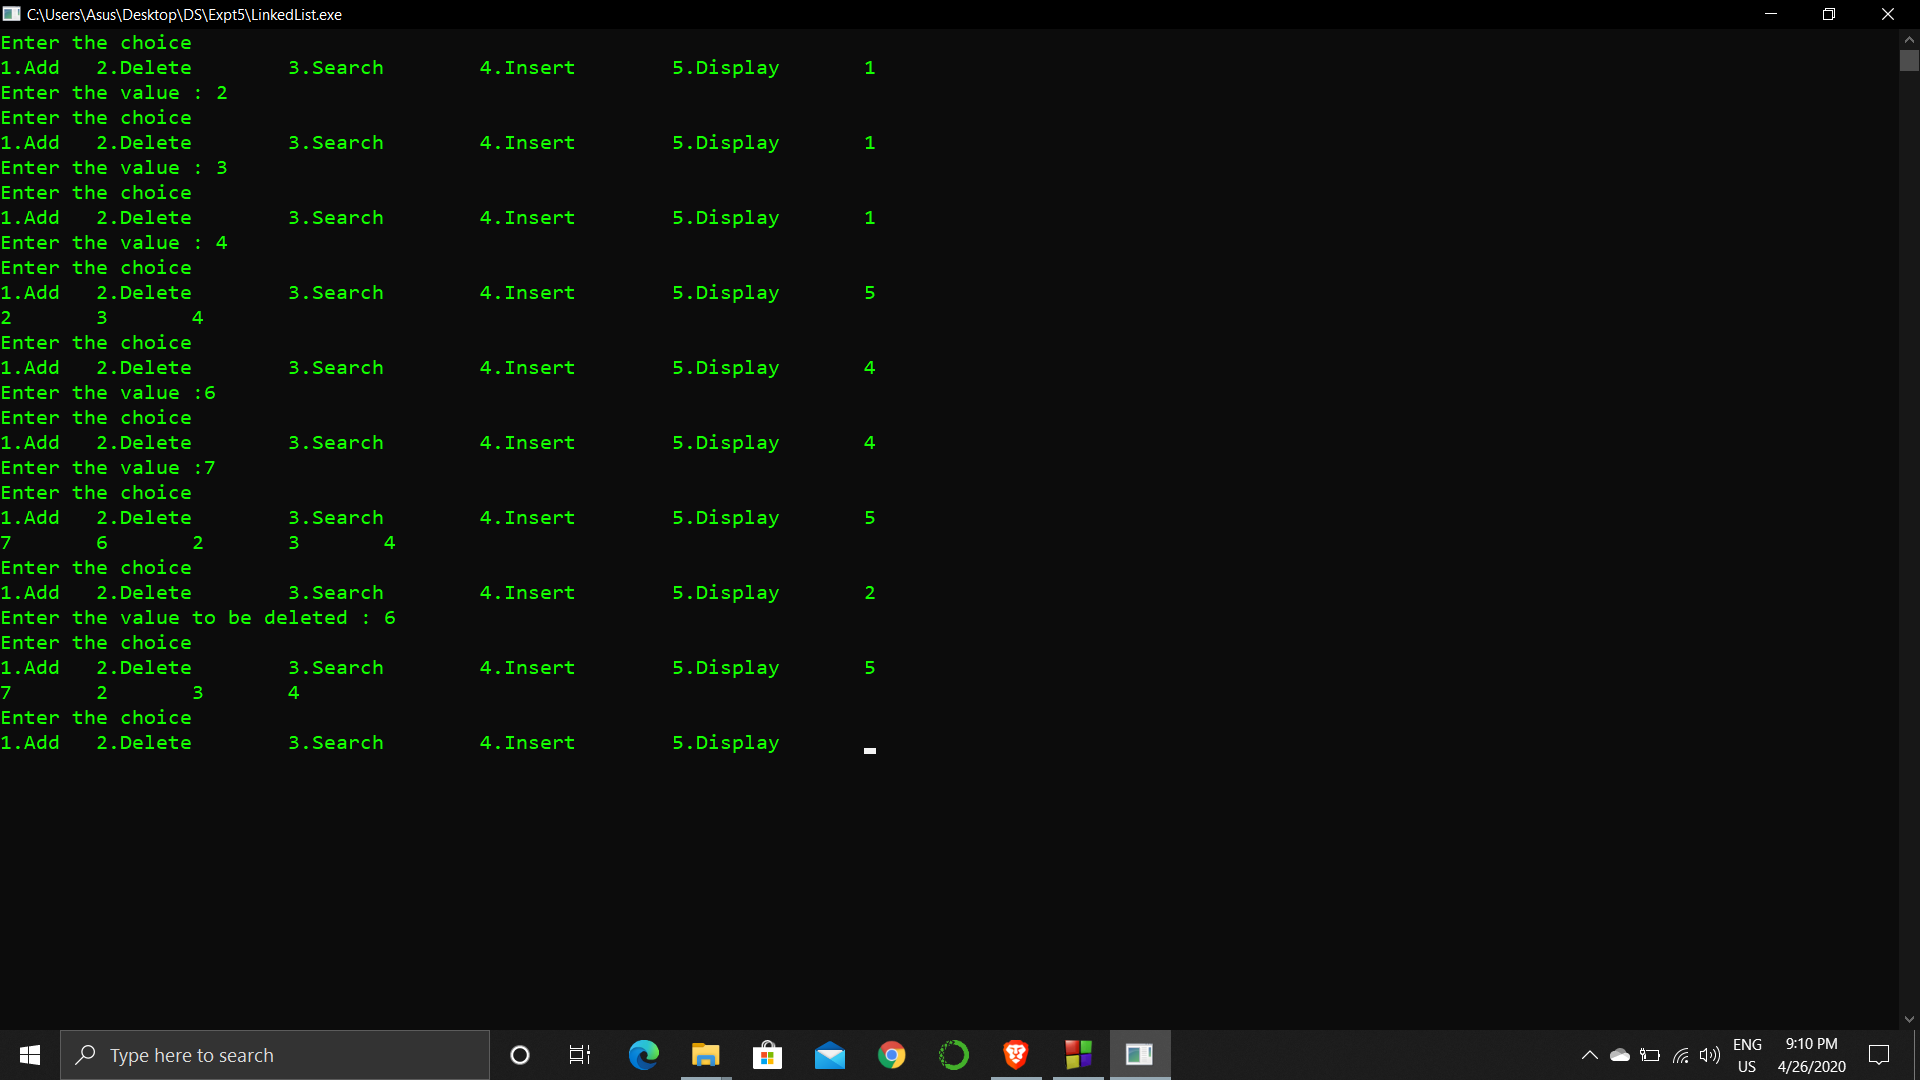 C:\Users\Asus\Desktop\DS\Expt5\LinkedList.exe
Enter the choice
1.Add   2.Delete        3.Search        4.Insert        5.Display       1
Enter the value : 2
Enter the choice
1.Add   2.Delete        3.Search        4.Insert        5.Display       1
Enter the value : 3
Enter the choice
1.Add   2.Delete        3.Search        4.Insert        5.Display       1
Enter the value : 4
Enter the choice
1.Add   2.Delete        3.Search        4.Insert        5.Display       5
2       3       4
Enter the choice
1.Add   2.Delete        3.Search        4.Insert        5.Display       4
Enter the value :6
Enter the choice
1.Add   2.Delete        3.Search        4.Insert        5.Display       4
Enter the value :7
Enter the choice
1.Add   2.Delete        3.Search        4.Insert        5.Display       5
7       6       2       3       4
Enter the choice
1.Add   2.Delete        3.Search        4.Insert        5.Display       2
Enter the value to be deleted : 6
Enter the choice
1.Add   2.Delete        3.Search        4.Insert        5.Display       5
7       2       3       4
Enter the choice
1.Add   2.Delete        3.Search        4.Insert        5.Display
Type here to search
ENG
US
9:10 PM
4/26/2020